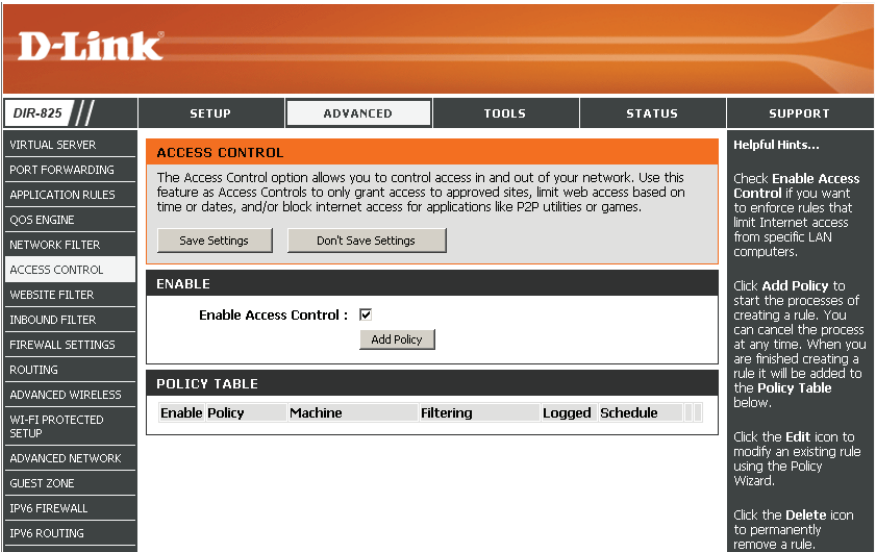 D-Link
DIR-825
SETUP
ADVANCED
TOOLS
STATUS
SUPPORT
VIRTUAL SERVER
PORT FORWARDING
APPLICATION RULES
QOS ENGINE
NETWORK FILTER
ACCESS CONTROL
WEBSITE FILTER
INBOUND FILTER
FIREWALL SETTINGS
ROUTING
ADVANCED WIRELESS
WI-FI PROTECTED
SETUP
ADVANCED NETWORK
GUEST ZONE
IPV6 FIREWALL
IPV6 ROUTING
ACCESS CONTROL
The Access Control option allows you to control access in and out of your network. Use this
feature as Access Controls to only grant access to approved sites, limit web access based on
time or dates, and/or block internet access for applications like P2P utilities or games.
Save Settings
Don't Save Settings
ENABLE
Enable Access Control :
Add Policy
POLICY TABLE
Enable Policy Machine Filtering Logged Schedule
Helpful Hints...
Check Enable Access
Control if you want
to enforce rules that
limit Internet access
from specific LAN
computers.
Click Add Policy to
start the processes of
creating a rule. You
can cancel the process
at any time. When you
are finished creating a
rule it will be added to
the Policy Table
below.
Click the Edit icon to
modify an existing rule
using the Policy
Wizard.
Click the Delete icon
to permanently
remove a rule.